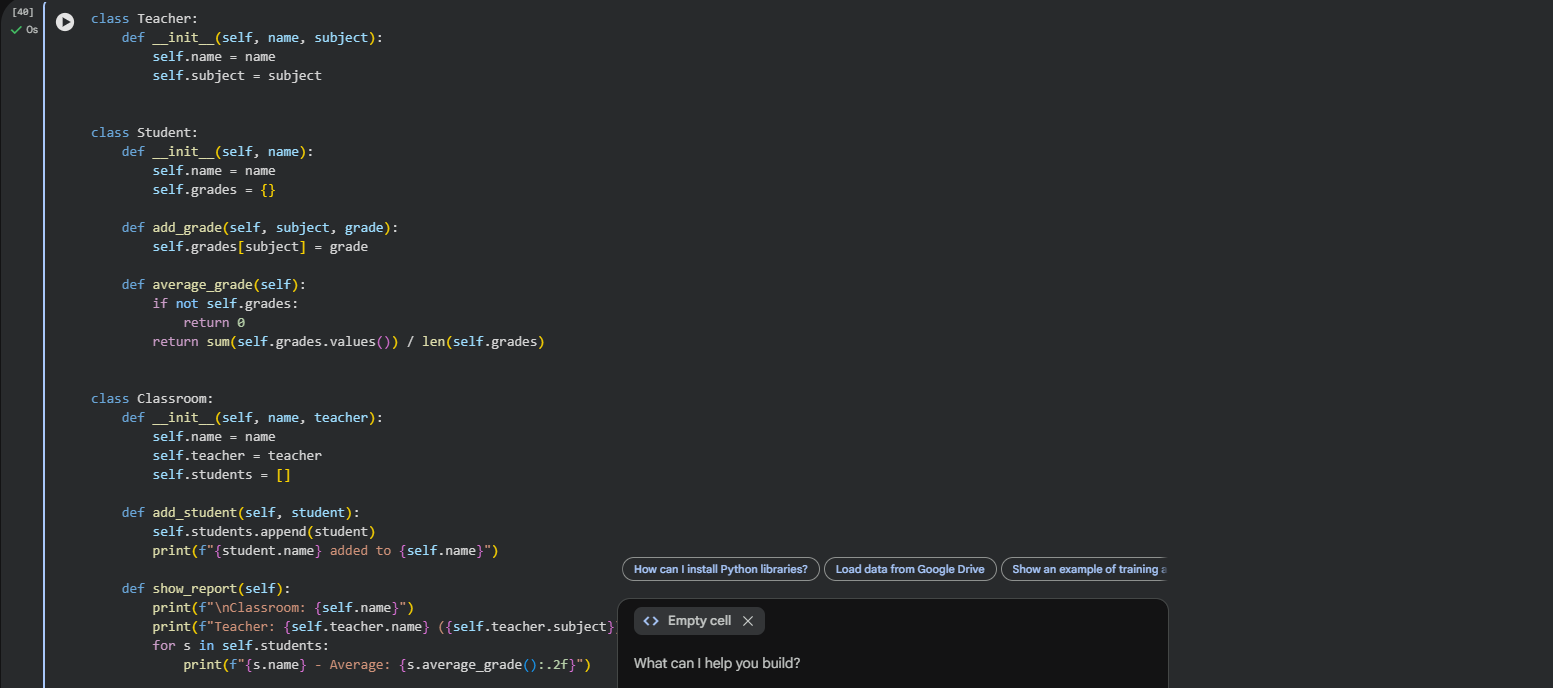 [40]
0s
class Teacher:
    def __init__(self, name, subject):
        self.name = name
        self.subject = subject
class Student:
    def __init__(self, name):
        self.name = name
        self.grades = {}
    def add_grade(self, subject, grade):
        self.grades[subject] = grade
    def average_grade(self):
        if not self.grades:
            return 0
        return sum(self.grades.values()) / len(self.grades)
class Classroom:
    def __init__(self, name, teacher):
        self.name = name
        self.teacher = teacher
        self.students = []
    def add_student(self, student):
        self.students.append(student)
        print(f"{student.name} added to {self.name}")
    def show_report(self):
        print(f"\nClassroom: {self.name}")
        print(f"Teacher: {self.teacher.name} ({self.teacher.subject}
        for s in self.students:
            print(f"{s.name} - Average: {s.average_grade():.2f}")
How can I install Python libraries?
Load data from Google Drive
Show an example of training
Empty cell
What can I help you build?